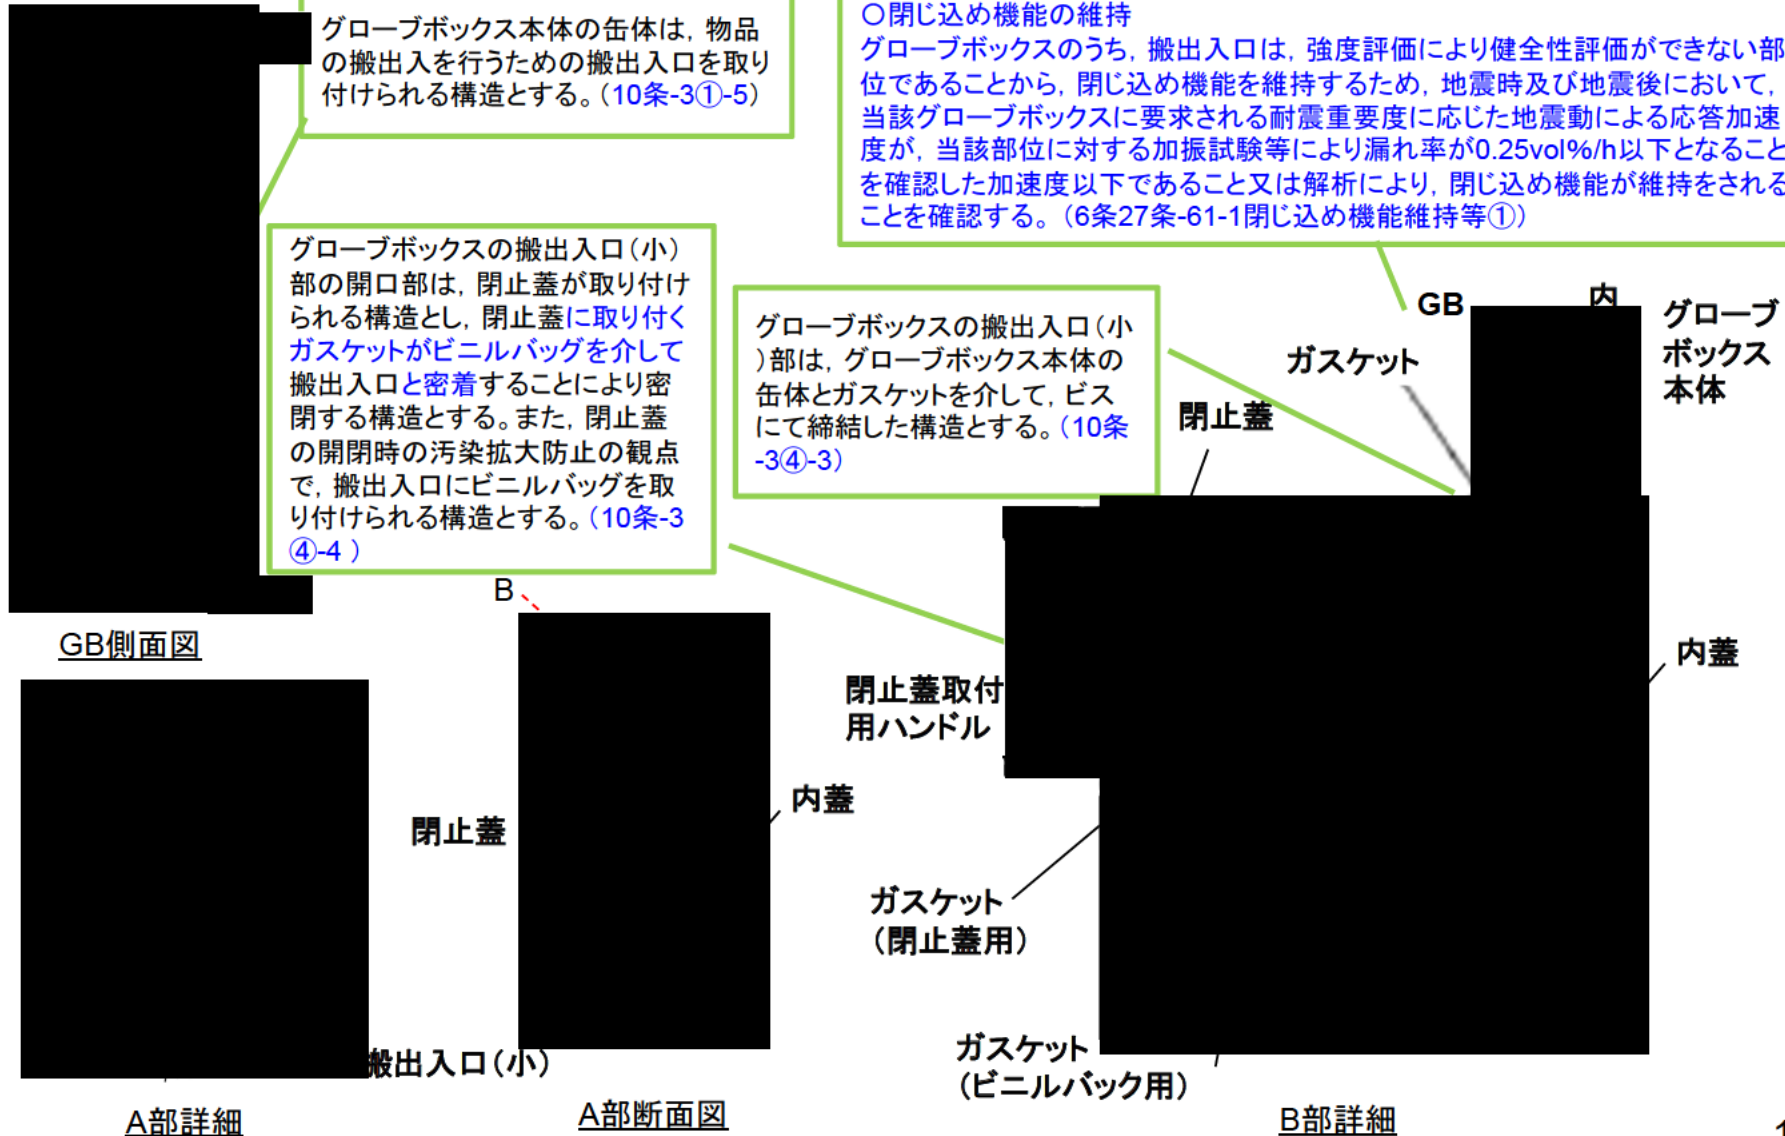 グローブボックス本体の缶体は，物品
の搬出入を行うための搬出入口を取り
付けられる構造とする。（10条-3①-5）
〇閉じ込め機能の維持
グローブボックスのうち，搬出入口は，強度評価により健全性評価ができない部
位であることから，閉じ込め機能を維持するため，地震時及び地震後において，
当該グローブボックスに要求される耐震重要度に応じた地震動による応答加速
度が，当該部位に対する加振試験等により漏れ率が0.25vol%/h以下となること
を確認した加速度以下であること又は解析により，閉じ込め機能が維持をされる
ことを確認する。（6条27条-61-1閉じ込め機能維持等①）
グローブボックスの搬出入口（小）
部の開口部は，閉止蓋が取り付け
られる構造とし，閉止蓋に取り付く
ガスケットがビニルバッグを介して
搬出入口と密着することにより密
閉する構造とする。また，閉止蓋
の開閉時の汚染拡大防止の観点
で，搬出入口にビニルバッグを取
り付けられる構造とする。（10条-3
④-4 ）
グローブボックスの搬出入口（小
）部は，グローブボックス本体の
缶体とガスケットを介して，ビス
にて締結した構造とする。（10条
-3④-3）
GB
内
グローブ
ボックス
本体
ガスケット
閉止蓋
B
GB側面図
内蓋
閉止蓋取付
用ハンドル
内蓋
閉止蓋
ガスケット
（閉止蓋用）
搬出入口（小）
ガスケット
（ビニルバック用）
A部詳細
A部断面図
B部詳細